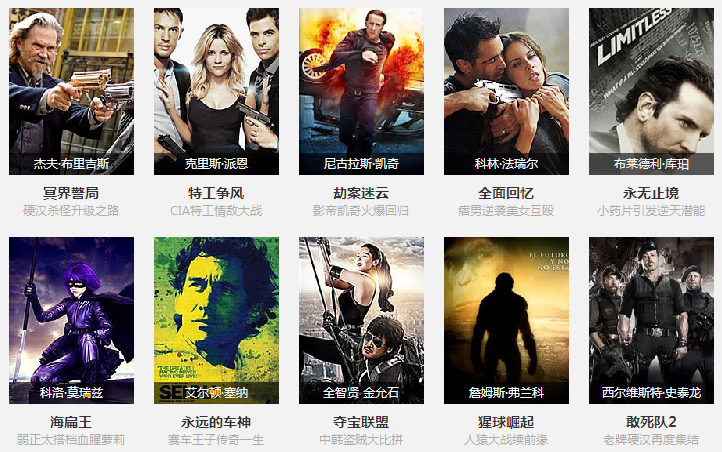 杰夫·布里吉斯
克里斯·派恩
尼古拉斯·凯奇
科林·法瑞尔
LIMITLESS
布莱德利·库珀
冥界警局
特工争风
劫案迷云
全面回忆
永无止境
硬汉杀怪升级之路
CIA特工情敌大战
影帝凯奇火爆回归
痞男逆袭美女互殴
小药片引发逆天潜能
EL FUTURO
Y NO
科洛·莫瑞兹
艾尔顿·塞纳
全智贤 金允石
詹姆斯·弗兰科
西尔维斯特·史泰龙
海扁王
永远的车神
夺宝联盟
猩球崛起
敢死队2
弱正太搭档血腥萝莉
赛车王子传奇一生
中韩盗贼大比拼
人猿大战续前缘
老牌硬汉再度集结